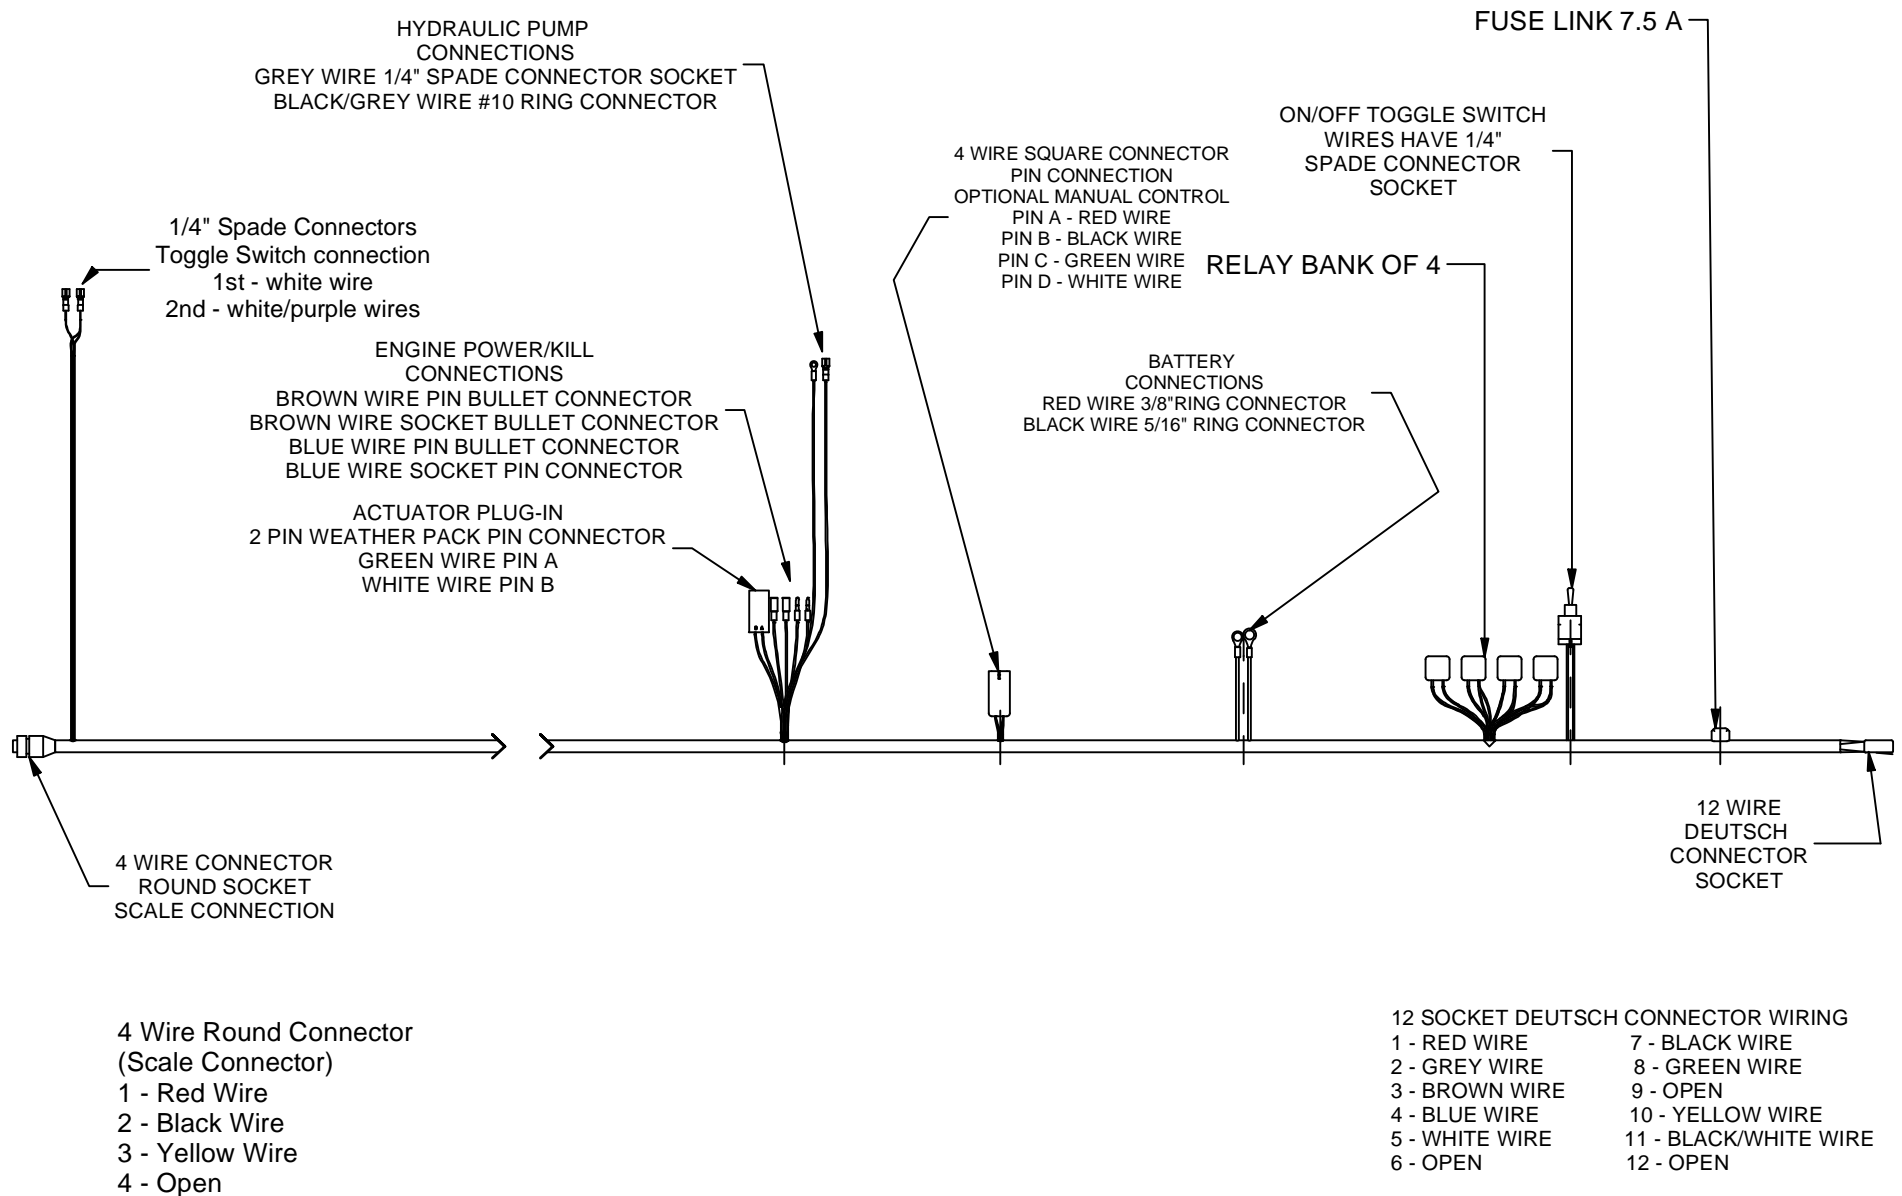 HYDRAULIC PUMP
CONNECTIONS
GREY WIRE 1/4" SPADE CONNECTOR SOCKET
BLACK/GREY WIRE #10 RING CONNECTOR
FUSE LINK 7.5 A
ON/OFF TOGGLE SWITCH
WIRES HAVE 1/4"
SPADE CONNECTOR
SOCKET
4 WIRE SQUARE CONNECTOR
PIN CONNECTION
OPTIONAL MANUAL CONTROL
PIN A - RED WIRE
PIN B - BLACK WIRE
PIN C - GREEN WIRE
PIN D - WHITE WIRE
RELAY BANK OF 4
1/4" Spade Connectors
Toggle Switch connection
1st - white wire
2nd - white/purple wires
ENGINE POWER/KILL
CONNECTIONS
BROWN WIRE PIN BULLET CONNECTOR
BROWN WIRE SOCKET BULLET CONNECTOR
BLUE WIRE PIN BULLET CONNECTOR
BLUE WIRE SOCKET PIN CONNECTOR
BATTERY
CONNECTIONS
RED WIRE 3/8"RING CONNECTOR
BLACK WIRE 5/16" RING CONNECTOR
ACTUATOR PLUG-IN
2 PIN WEATHER PACK PIN CONNECTOR
GREEN WIRE PIN A
WHITE WIRE PIN B
4 WIRE CONNECTOR
ROUND SOCKET
SCALE CONNECTION
12 WIRE
DEUTSCH
CONNECTOR
SOCKET
4 Wire Round Connector
(Scale Connector)
1 - Red Wire
2 - Black Wire
3 - Yellow Wire
4 - Open
12 SOCKET DEUTSCH CONNECTOR WIRING
1 - RED WIRE
2 - GREY WIRE
3 - BROWN WIRE
4 - BLUE WIRE
5 - WHITE WIRE
6 - OPEN
7 - BLACK WIRE
8 - GREEN WIRE
9 - OPEN
10 - YELLOW WIRE
11 - BLACK/WHITE WIRE
12 - OPEN